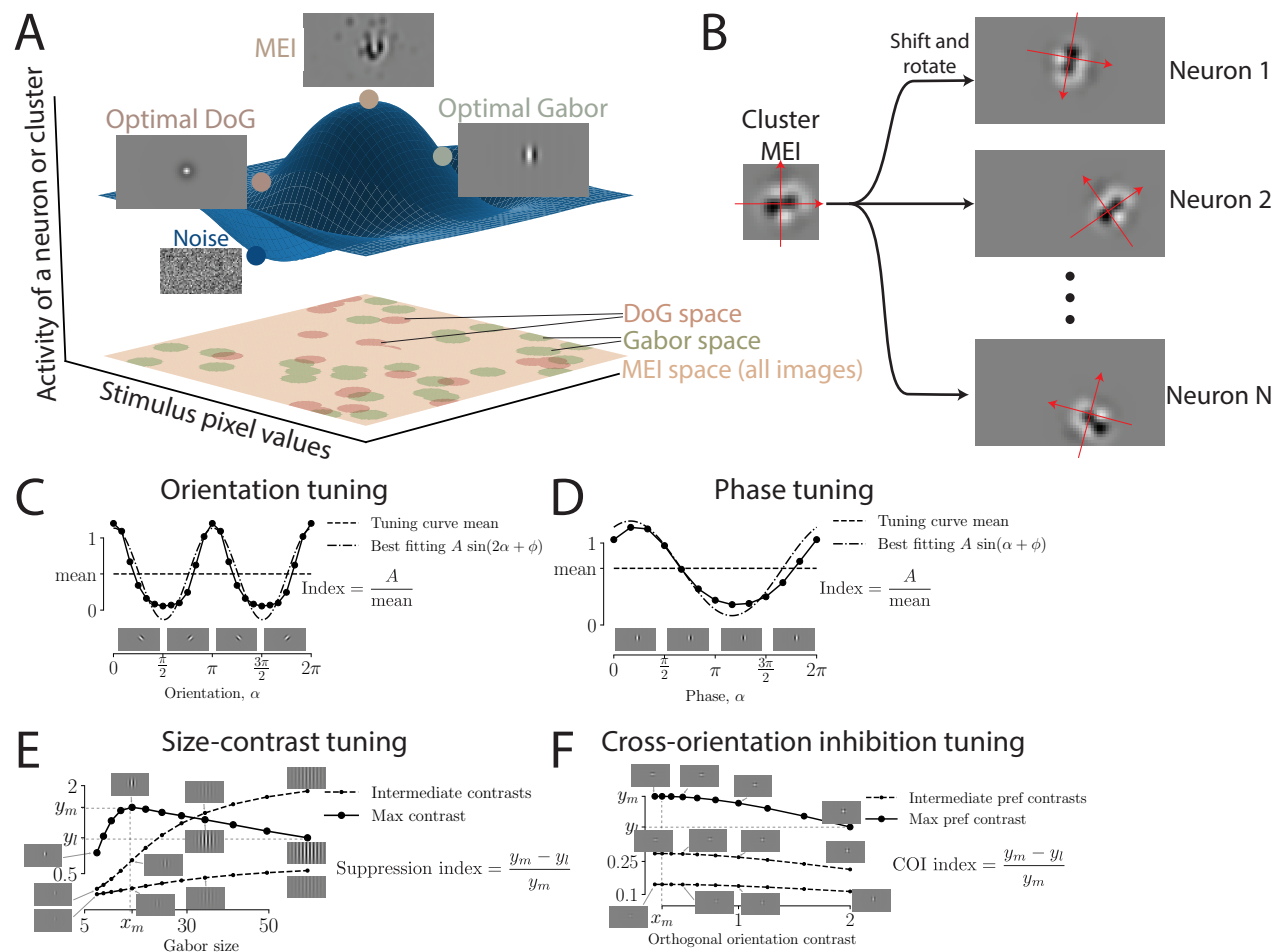 A
MEI
Optimal DoG
Optimal Gabor
Noise
Activity of a neuron or cluster
Stimulus pixel values
DoG space
Gabor space
MEI space (all images)
B
Shift and
rotate
Cluster
MEI
Neuron 1
Neuron 2
Neuron N
C
Orientation tuning
1
mean
0
Tuning curve mean
Best fitting A sin(2α + ϕ)
Index = A / mean
0 π/2 π 3π/2 2π
Orientation, α
D
Phase tuning
1
mean
0
Tuning curve mean
Best fitting A sin(α + ϕ)
Index = A / mean
0 π/2 π 3π/2 2π
Phase, α
E
Size-contrast tuning
2
y_m
y_l
0.5
Intermediate contrasts
Max contrast
Suppression index = (y_m − y_l) / y_m
5 x_m 30 50
Gabor size
F
Cross-orientation inhibition tuning
y_m
y_l
0.25
0.1
Intermediate pref contrasts
Max pref contrast
COI index = (y_m − y_l) / y_m
x_m 1 2
Orthogonal orientation contrast